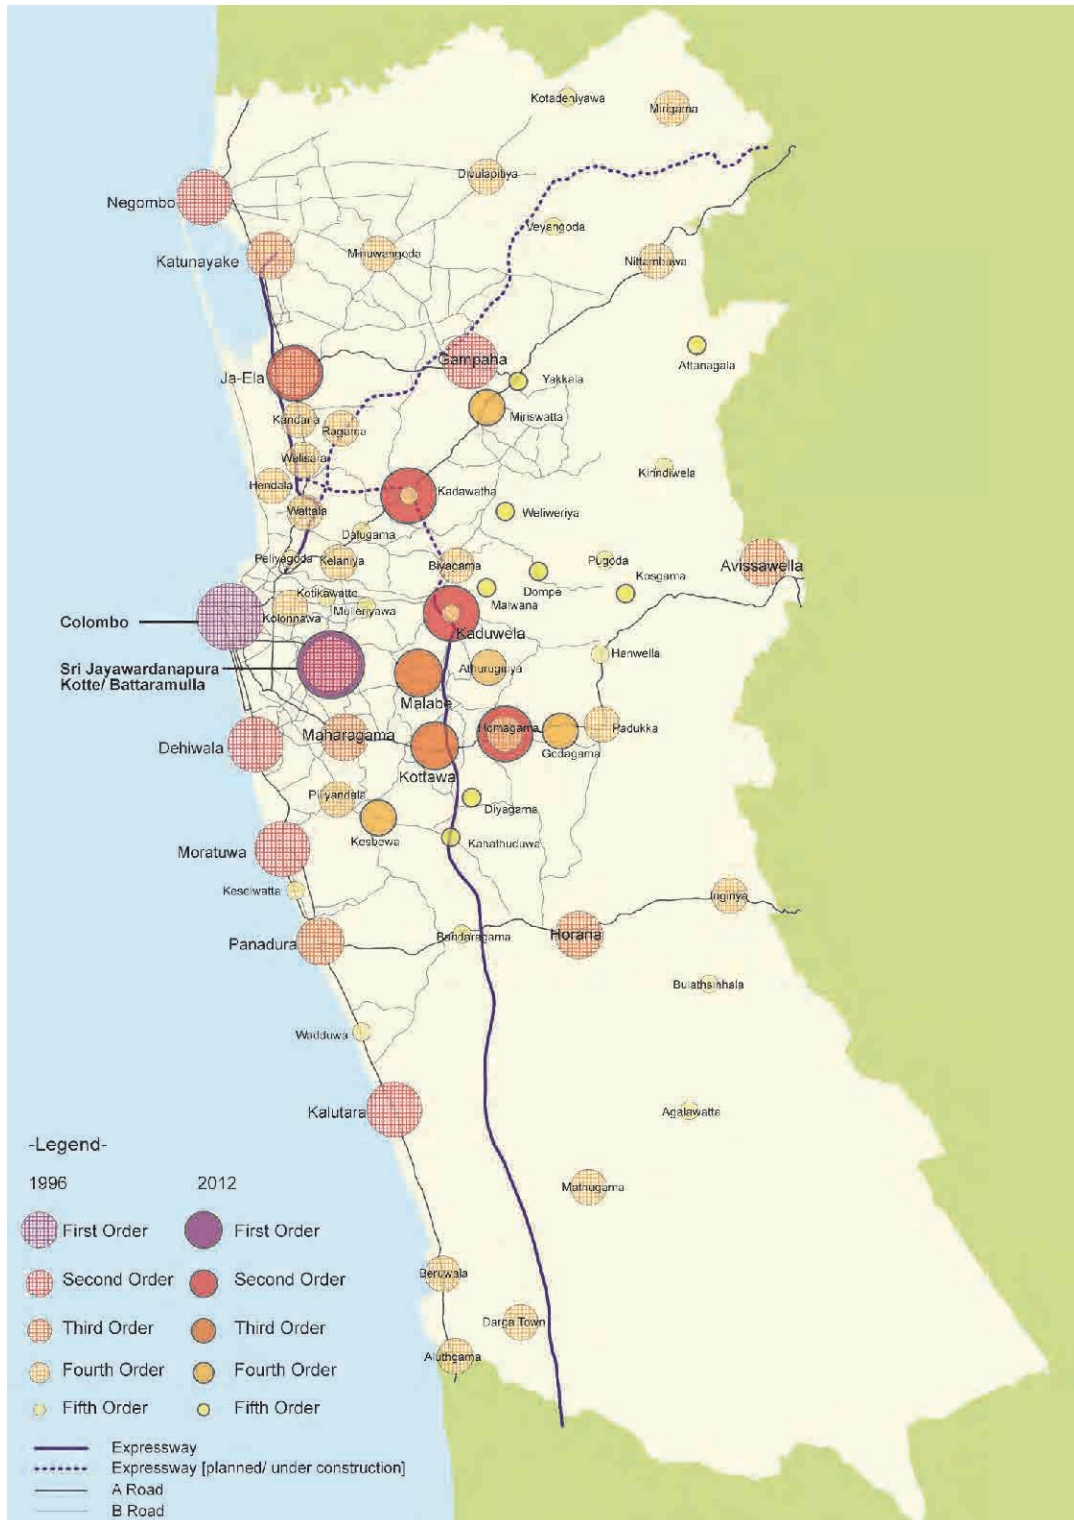 Kotadeniyawa
Mirigama
Divulapitiya
Negombo
Veyangoda
Katunayake
Minuwangoda
Nittambuwa
Gampaha
Attanagala
Ja-Ela
Yakkala
Miriswatta
Kandana
Ragama
Welisara
Kirindiwela
Hendala
Kadawatha
Wattala
Weliweriya
Dalugama
Peliyagoda
Kelaniya
Biyagama
Pugoda
Avissawella
Kosgama
Dompe
Kotikawatte
Malwana
Mulleriyawa
Colombo
Kolonnawa
Kaduwela
Hanwella
Sri Jayawardanapura
Kotte/ Battaramulla
Athurugiriya
Malabe
Homagama
Padukka
Maharagama
Dehiwala
Godagama
Kottawa
Piliyandala
Diyagama
Kesbewa
Kahathuduwa
Moratuwa
Keselwatta
Ingiriya
Panadura
Bandaragama
Horana
Bulathsinhala
Wadduwa
Kalutara
Agalawatta
-Legend-
1996 2012
Mathugama
First Order First Order
Second Order Second Order
Beruwala
Third Order Third Order
Darga Town
Aluthgama
Fourth Order Fourth Order
Fifth Order Fifth Order
Expressway
Expressway [planned/ under construction]
A Road
B Road